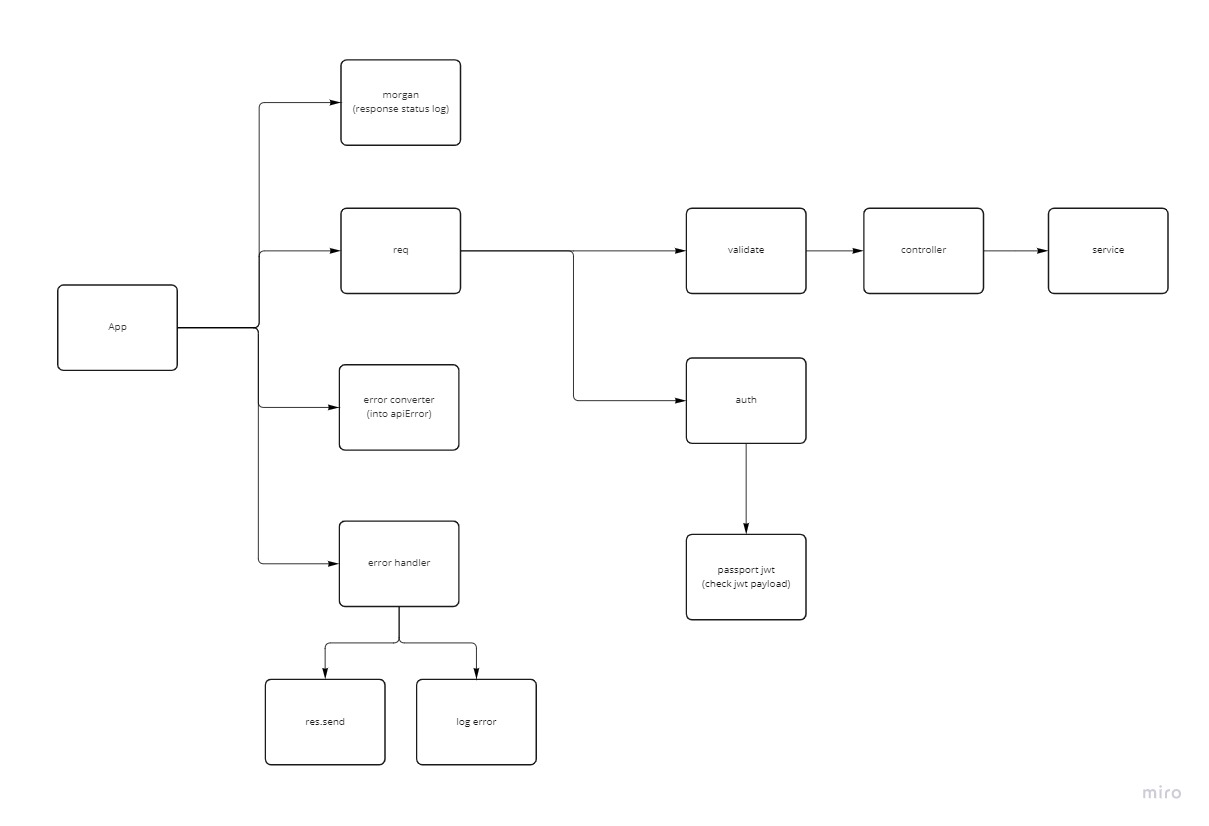 morgan
(response status log)
req
validate
controller
service
App
error converter
(into apiError)
auth
error handler
passport jwt
(check jwt payload)
res.send
log error
miro